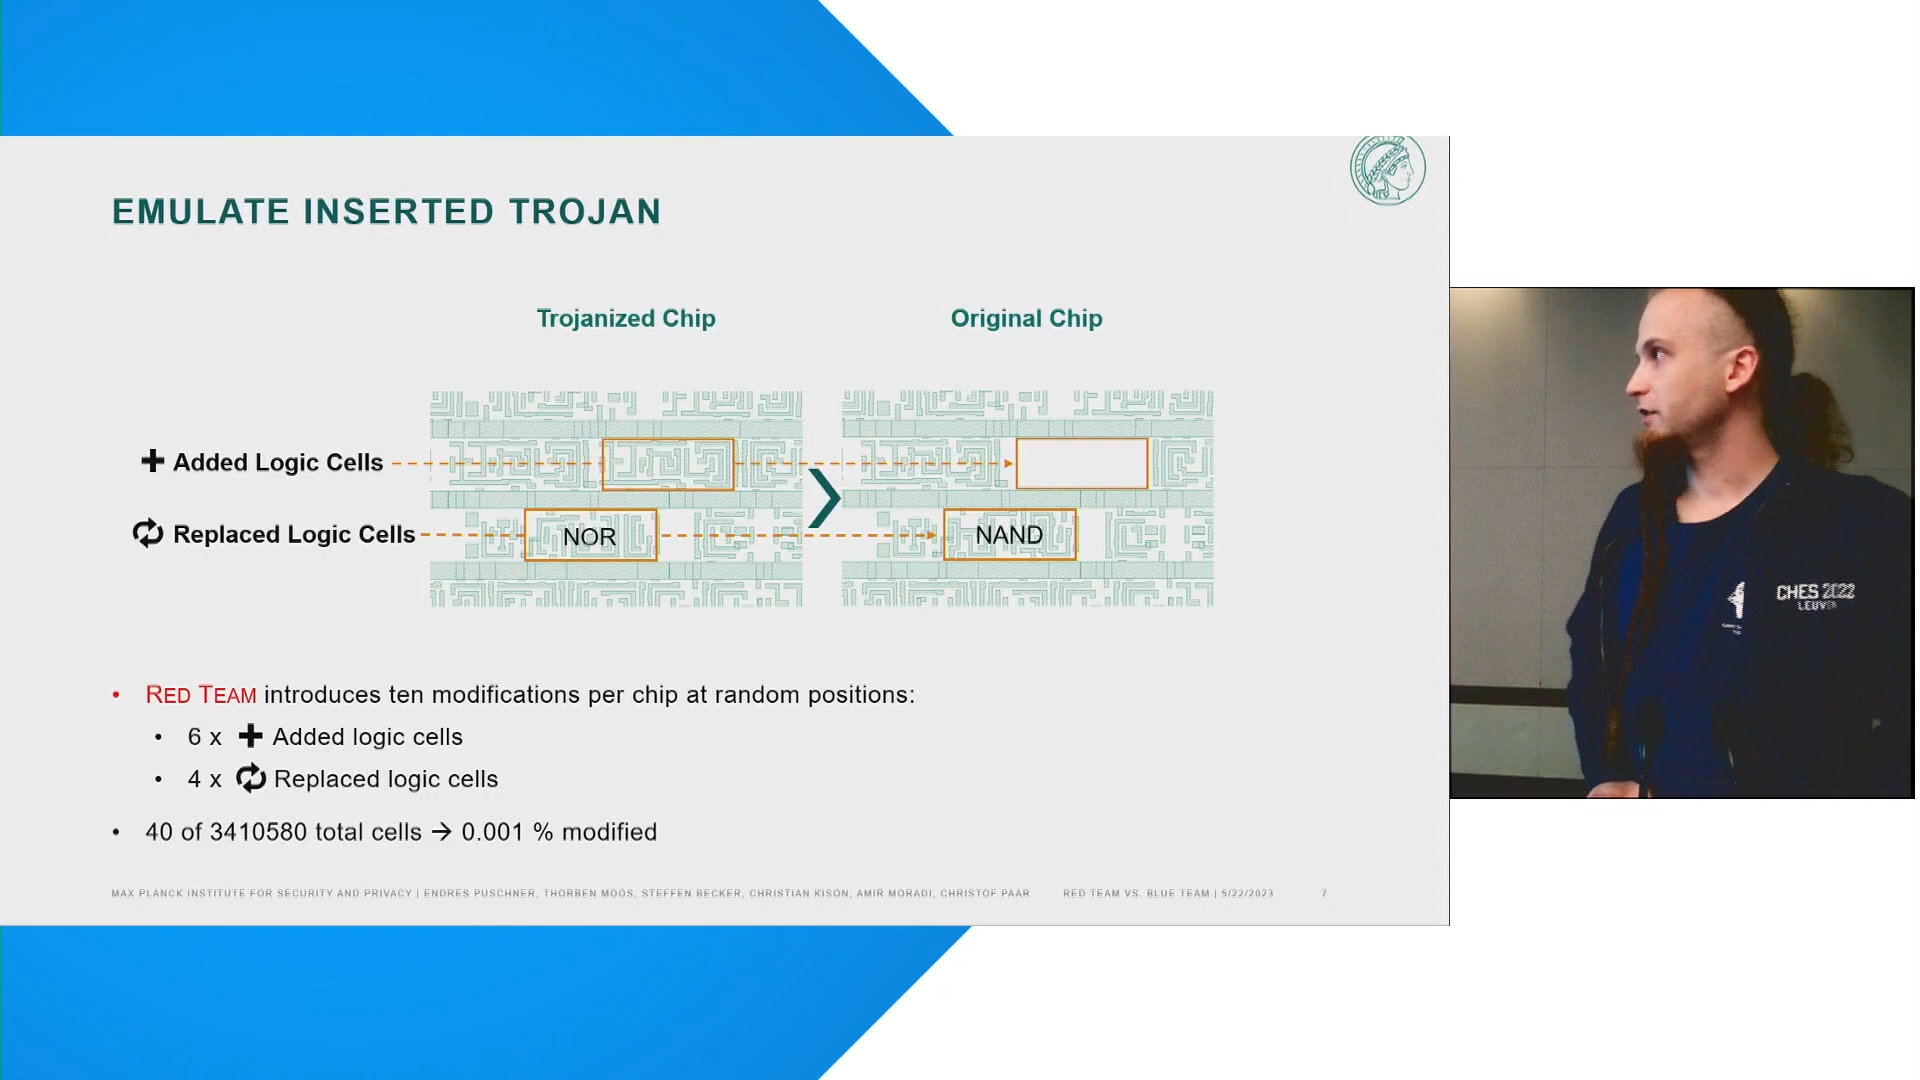 EMULATE INSERTED TROJAN
Trojanized Chip
Original Chip
Added Logic Cells
Replaced Logic Cells
NOR
NAND
• RED TEAM introduces ten modifications per chip at random positions:
• 6 x Added logic cells
• 4 x Replaced logic cells
• 40 of 3410580 total cells → 0.001 % modified
MAX PLANCK INSTITUTE FOR SECURITY AND PRIVACY | ENDRES PUSCHNER, THORBEN MOOS, STEFFEN BECKER, CHRISTIAN KISON, AMIR MORADI, CHRISTOF PAAR
RED TEAM VS. BLUE TEAM | 5/22/2023
7
CHES 2022
LEUVEN